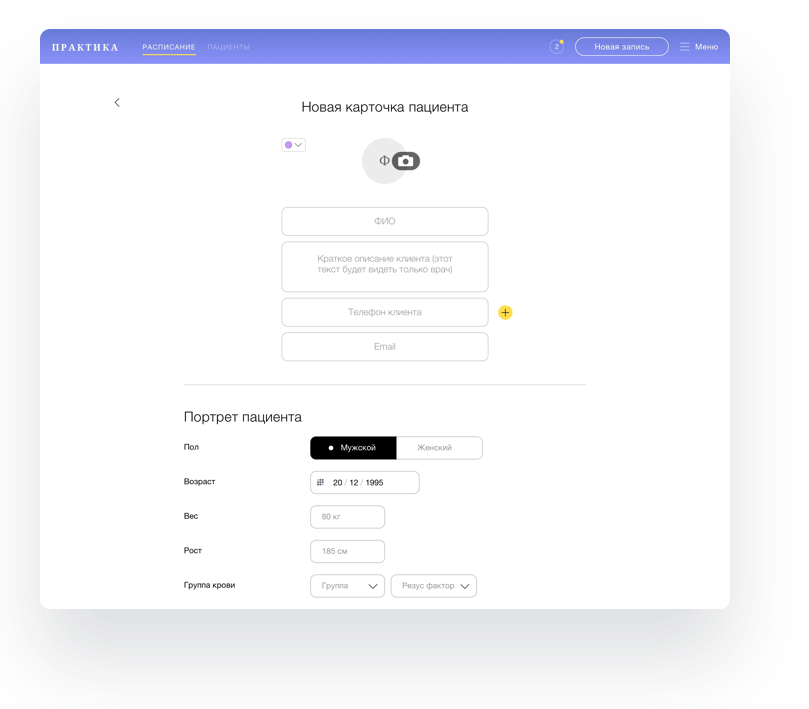 ПРАКТИКА
РАСПИСАНИЕ
ПАЦИЕНТЫ
2
Новая запись
Меню
Новая карточка пациента
Ф
ФИО
Краткое описание клиента (этот
текст будет видеть только врач)
Телефон клиента
Email
Портрет пациента
Пол
Мужской
Женский
Возраст
20 / 12 / 1995
Вес
80 кг
Рост
185 см
Группа крови
Группа
Резус фактор